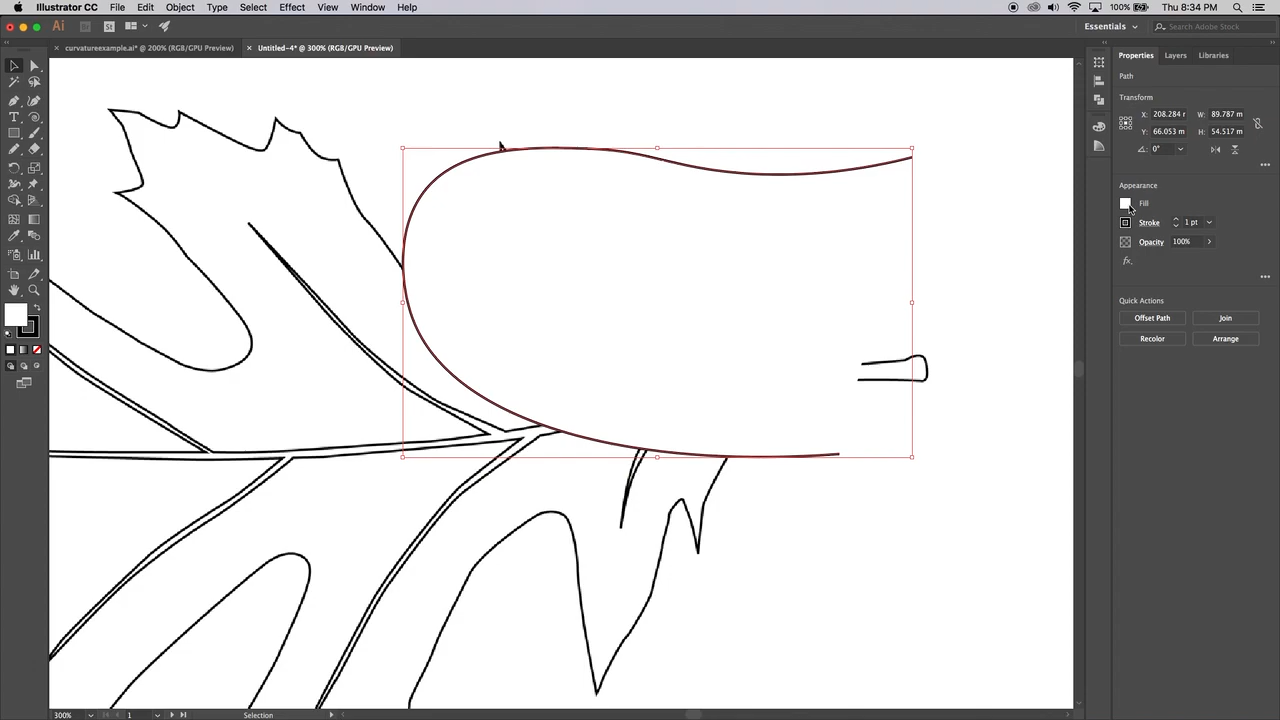 Illustrator CC File Edit Object Type Select Effect View Window Help 100% Thu 8:34 PM
Ai Br St Essentials Search Adobe Stock
× curvatureexample.ai* @ 200% (RGB/GPU Preview) × Untitled-4* @ 300% (RGB/GPU Preview)
Properties Layers Libraries
Path
Transform
X: 208.284 r W: 89.787 m
Y: 66.053 m H: 54.517 m
0°
Appearance
Fill
Stroke 1 pt
Opacity 100%
fx.
Quick Actions
Offset Path Join
Recolor Arrange
300% 1 Selection